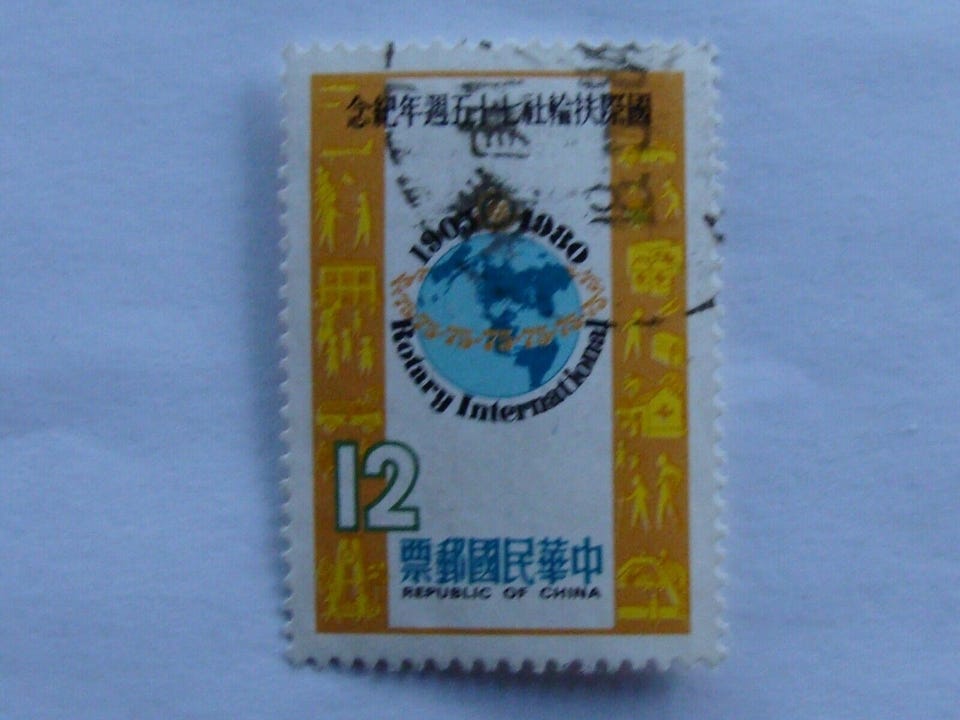 國際扶輪社七十五週年紀念
1905 1980
75·75·75·75·75
Rotary International
12
中華民國郵票
REPUBLIC OF CHINA